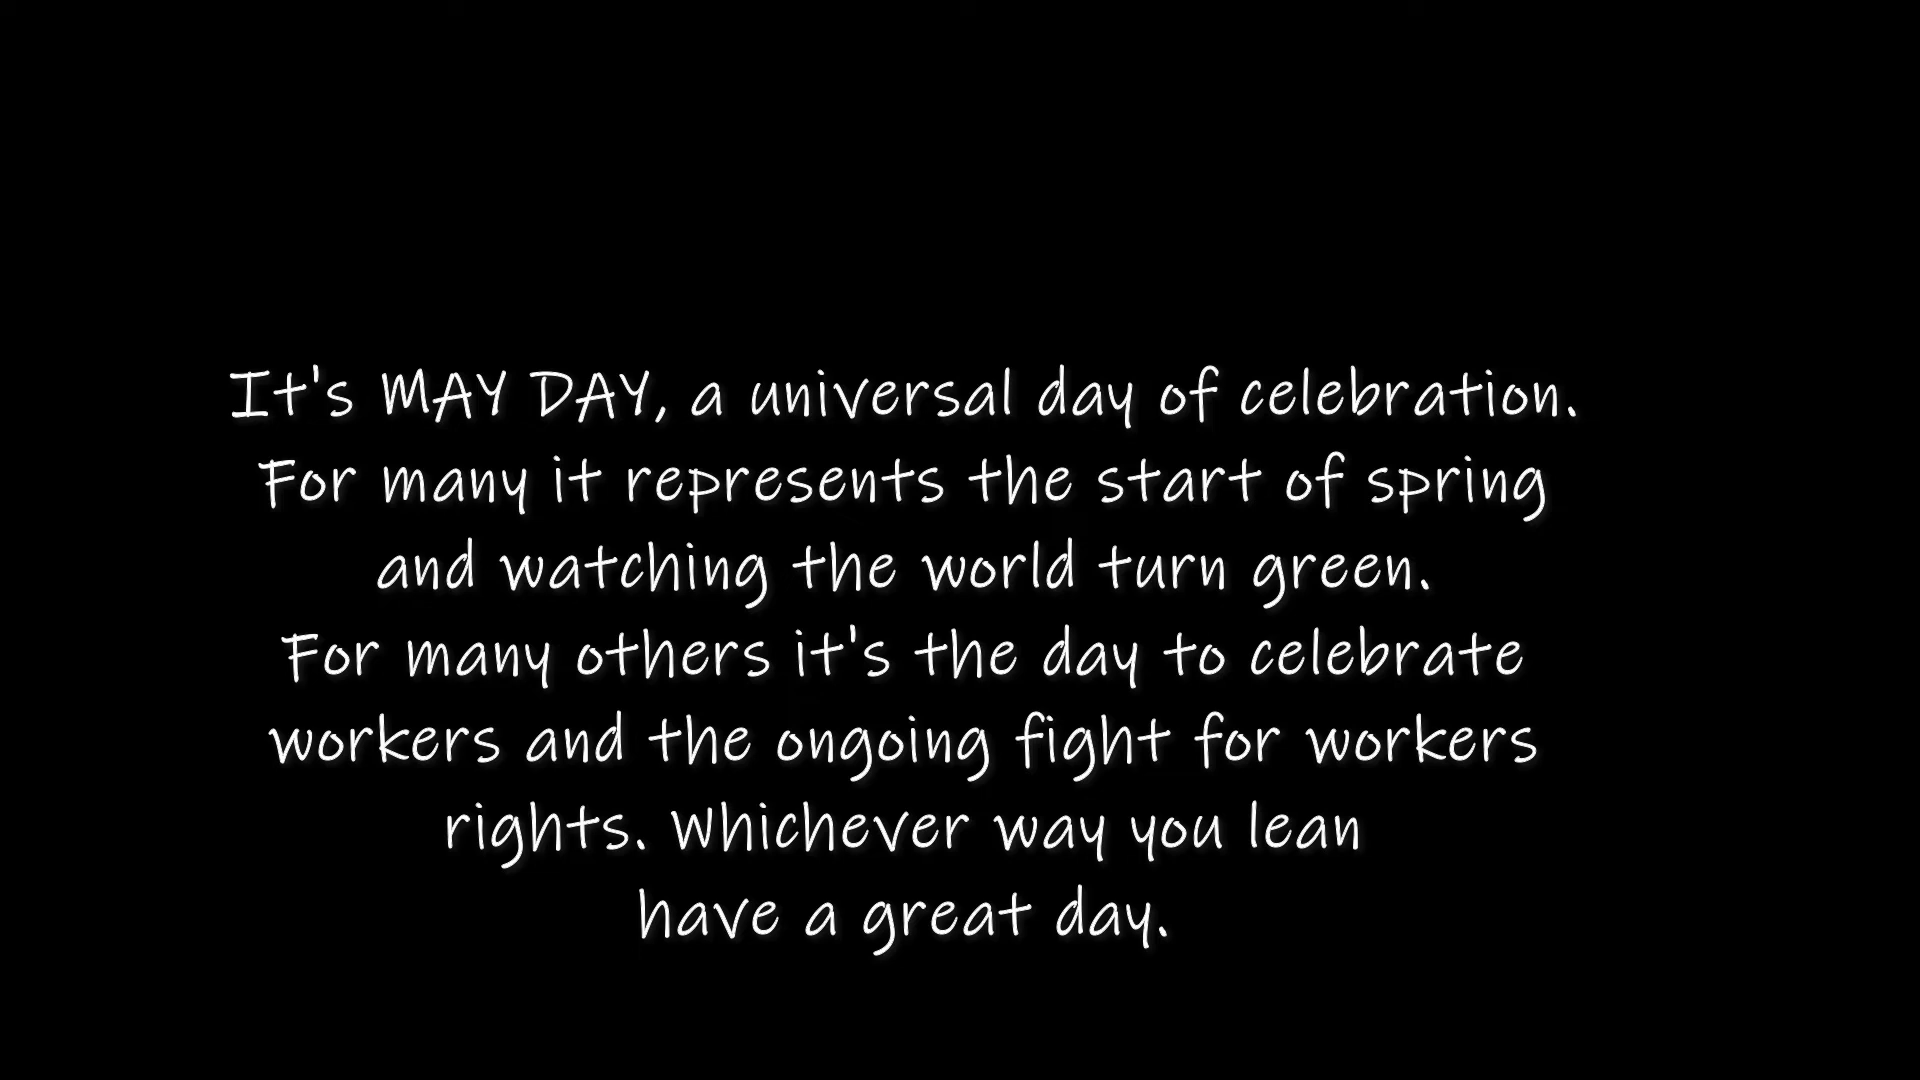 It's MAY DAY, a universal day of celebration.
For many it represents the start of spring
and watching the world turn green.
For many others it's the day to celebrate
workers and the ongoing fight for workers
rights. Whichever way you lean
have a great day.